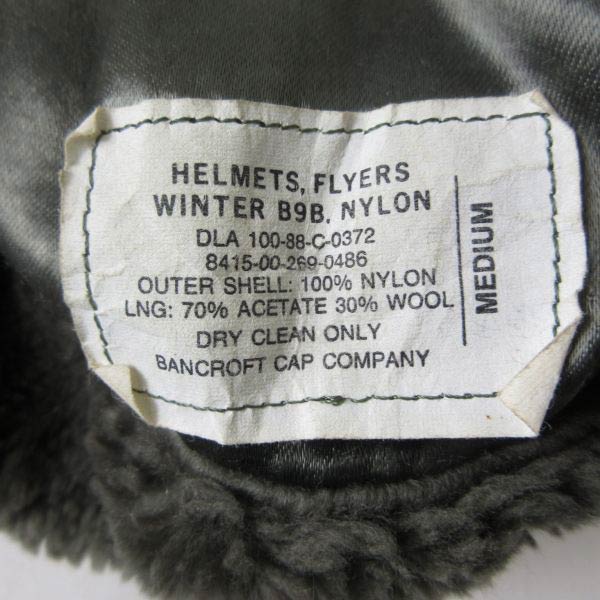 HELMETS, FLYERS
WINTER B9B, NYLON
DLA 100-88-C-0372
8415-00-269-0486
OUTER SHELL: 100% NYLON
LNG: 70% ACETATE 30% WOOL
DRY CLEAN ONLY
BANCROFT CAP COMPANY
MEDIUM